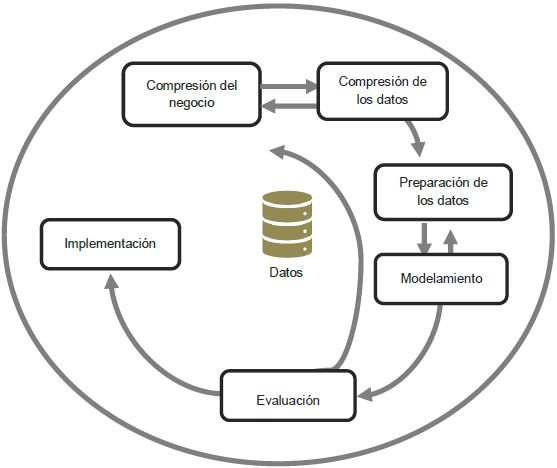 Compresión del
negocio
Compresión de
los datos
Preparación de
los datos
Implementación
Datos
Modelamiento
Evaluación